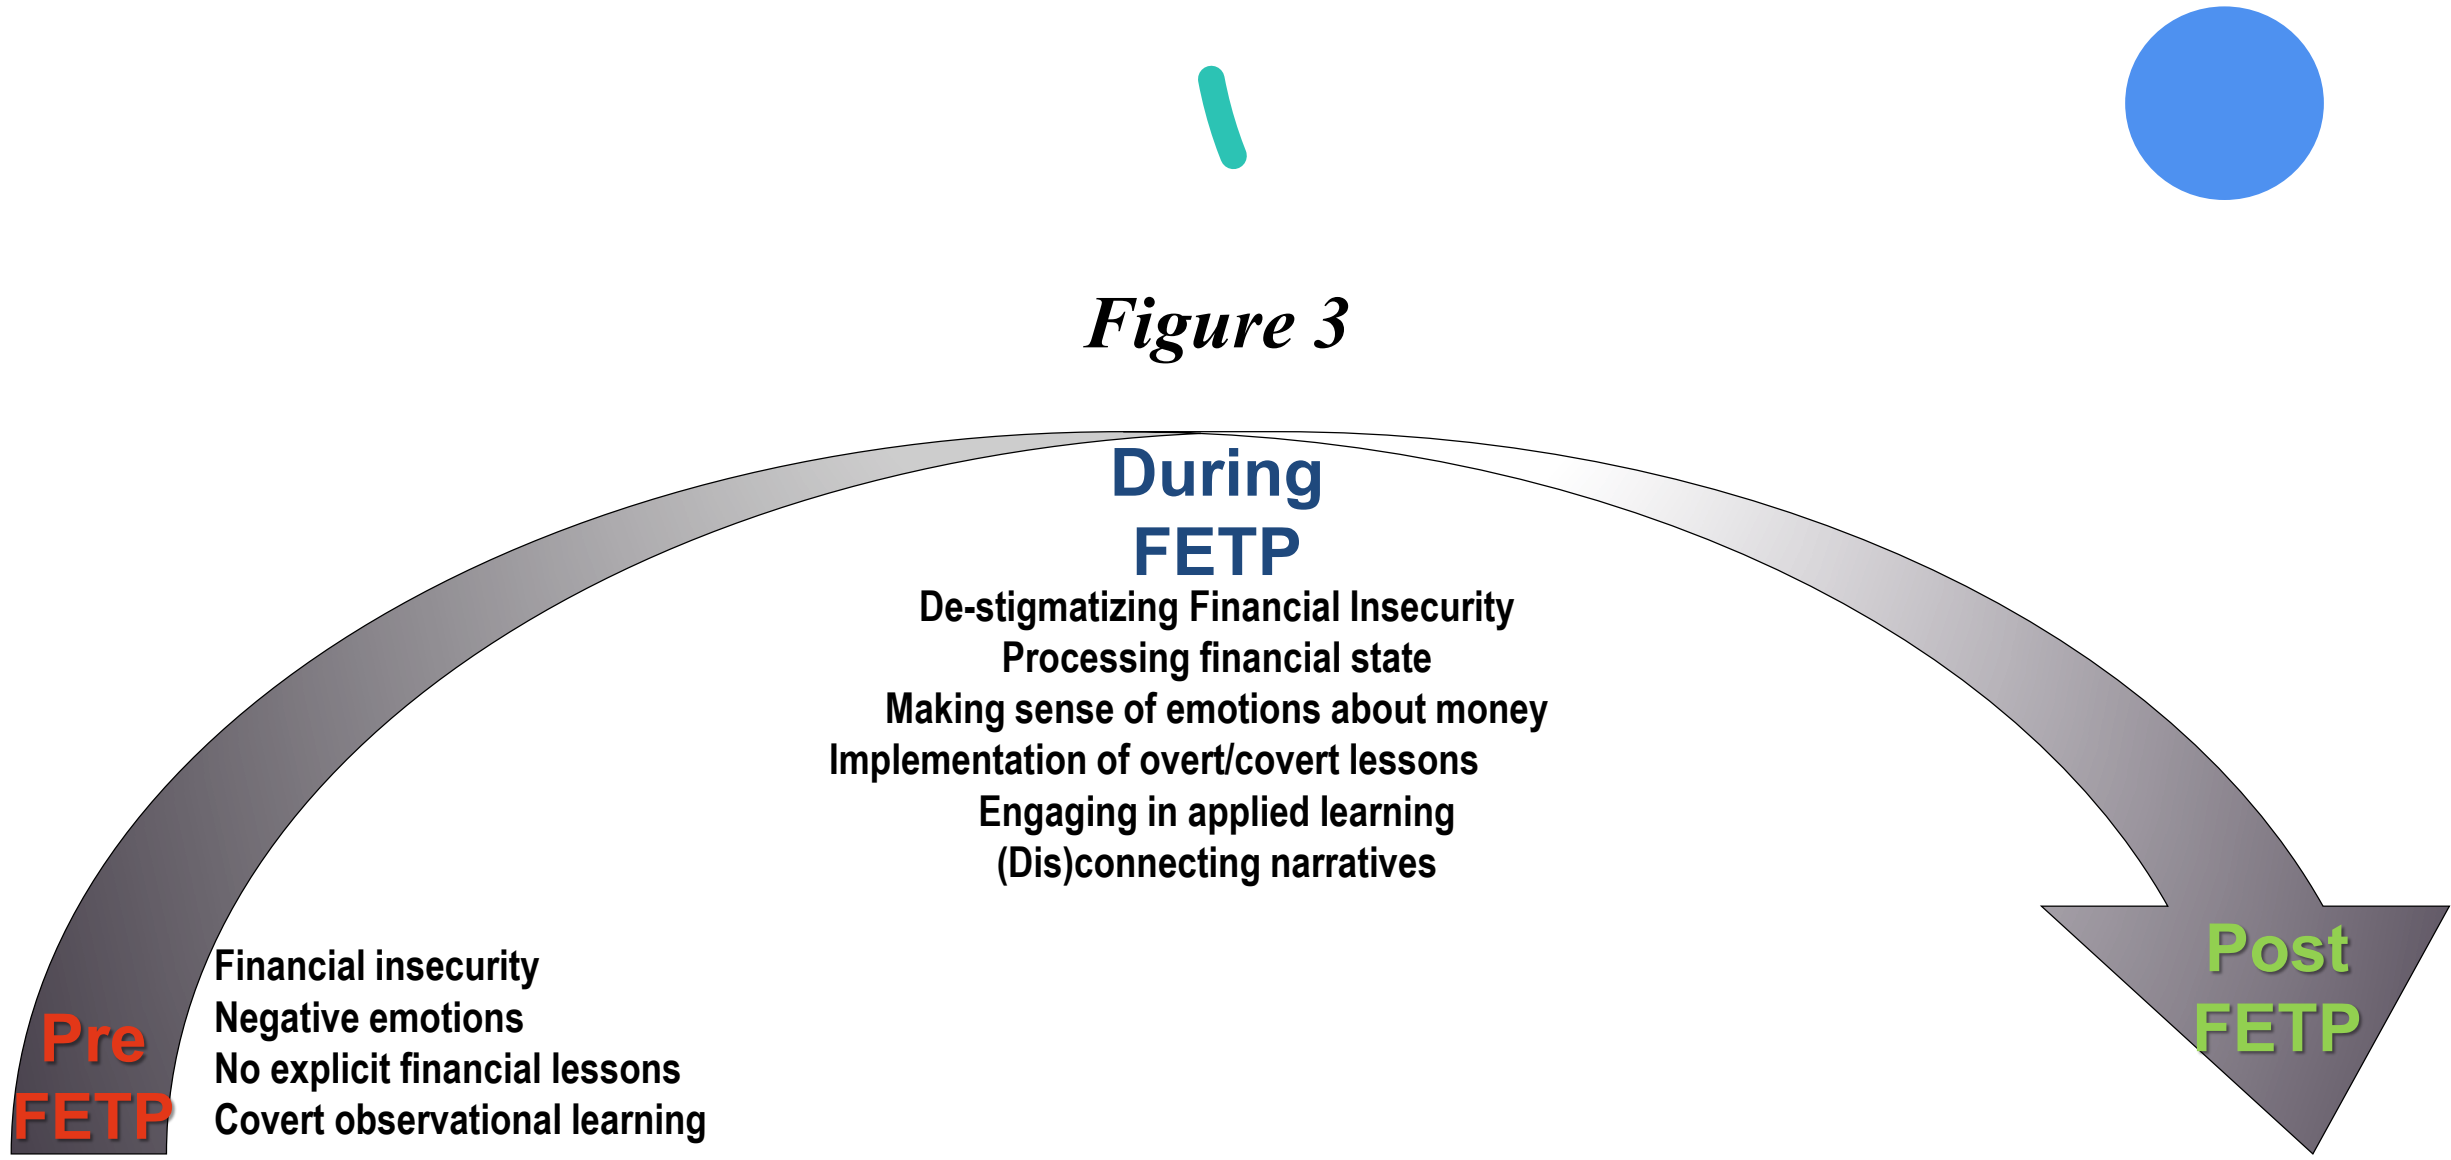 Figure 3
During
FETP
De-stigmatizing Financial Insecurity
Processing financial state
Making sense of emotions about money
Implementation of overt/covert lessons
Engaging in applied learning
(Dis)connecting narratives
Pre
FETP
Financial insecurity
Negative emotions
No explicit financial lessons
Covert observational learning
Post
FETP